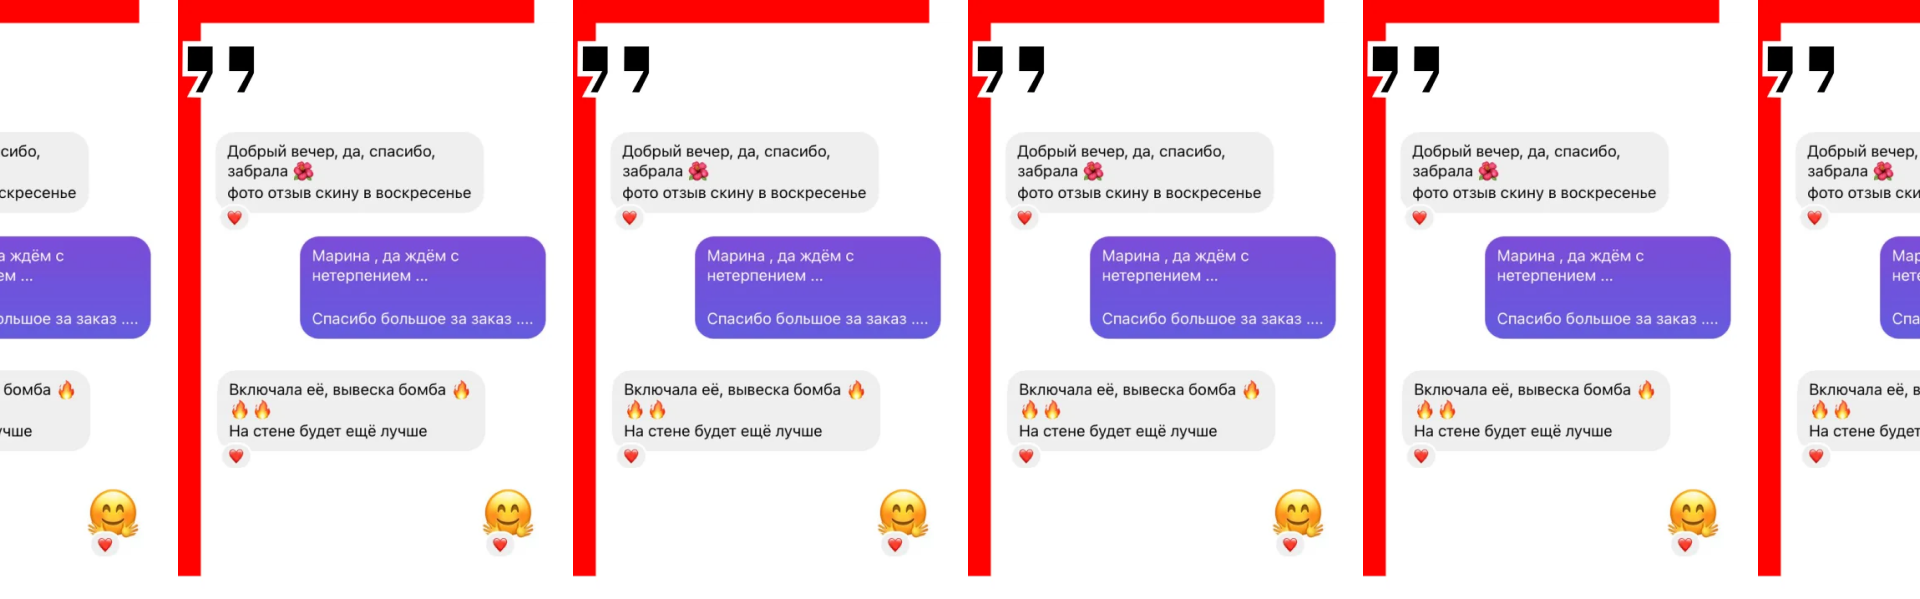 сибо,
скресенье
а ждём с
ем ...
ольшое за заказ ....
бомба 🔥
учше
Добрый вечер, да, спасибо,
забрала 🌺
фото отзыв скину в воскресенье
Марина , да ждём с
нетерпением ...
Спасибо большое за заказ ....
Включала её, вывеска бомба 🔥
🔥🔥
На стене будет ещё лучше
Добрый вечер, да, спасибо,
забрала 🌺
фото отзыв скину в воскресенье
Марина , да ждём с
нетерпением ...
Спасибо большое за заказ ....
Включала её, вывеска бомба 🔥
🔥🔥
На стене будет ещё лучше
Добрый вечер, да, спасибо,
забрала 🌺
фото отзыв скину в воскресенье
Марина , да ждём с
нетерпением ...
Спасибо большое за заказ ....
Включала её, вывеска бомба 🔥
🔥🔥
На стене будет ещё лучше
Добрый вечер, да, спасибо,
забрала 🌺
фото отзыв скину в воскресенье
Марина , да ждём с
нетерпением ...
Спасибо большое за заказ ....
Включала её, вывеска бомба 🔥
🔥🔥
На стене будет ещё лучше
Добрый вечер,
забрала 🌺
фото отзыв ски
Мар
нете
Спа
Включала её, в
🔥🔥
На стене будет